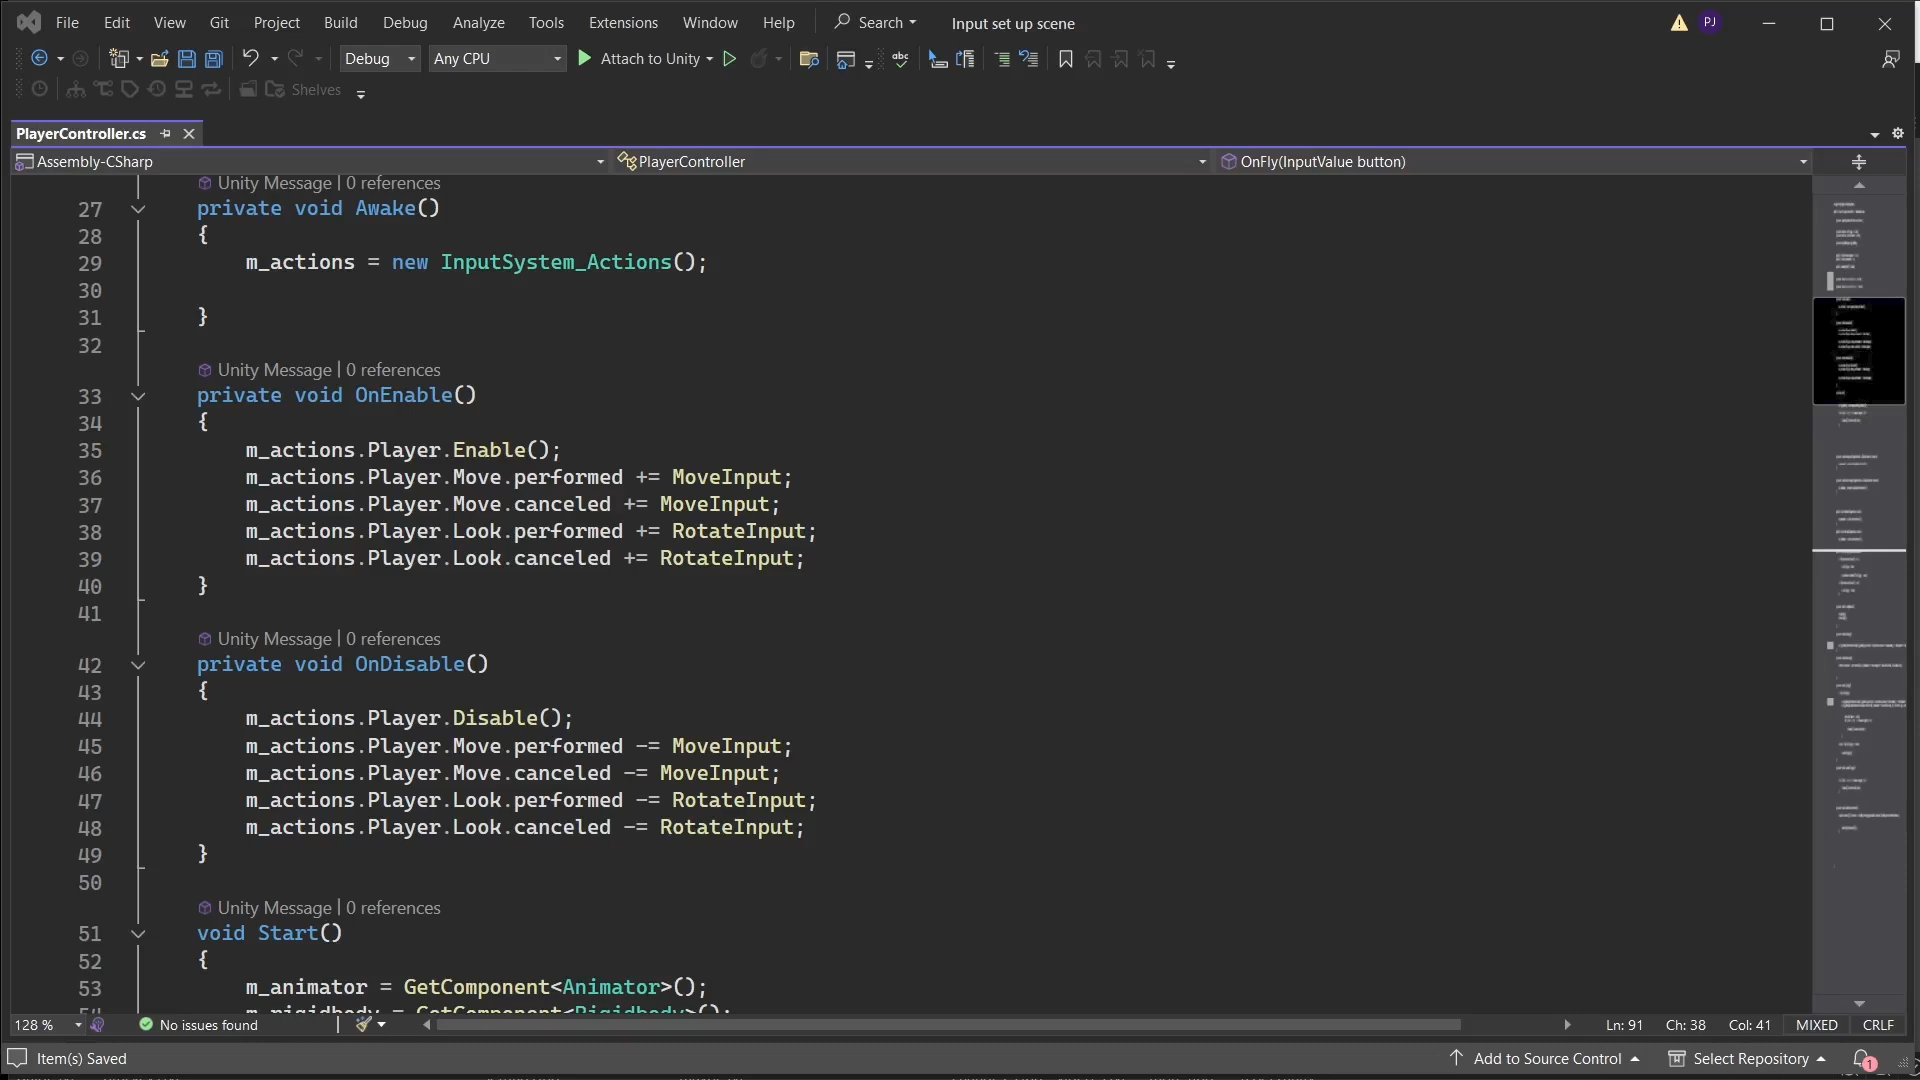 File Edit View Git Project Build Debug Analyze Tools Extensions Window Help Search Input set up scene PJ
Debug Any CPU Attach to Unity abc
Shelves
PlayerController.cs
Assembly-CSharp PlayerController OnFly(InputValue button)
Unity Message | 0 references
27 private void Awake()
28 {
29 m_actions = new InputSystem_Actions();
30
31 }
32
Unity Message | 0 references
33 private void OnEnable()
34 {
35 m_actions.Player.Enable();
36 m_actions.Player.Move.performed += MoveInput;
37 m_actions.Player.Move.canceled += MoveInput;
38 m_actions.Player.Look.performed += RotateInput;
39 m_actions.Player.Look.canceled += RotateInput;
40 }
41
Unity Message | 0 references
42 private void OnDisable()
43 {
44 m_actions.Player.Disable();
45 m_actions.Player.Move.performed -= MoveInput;
46 m_actions.Player.Move.canceled -= MoveInput;
47 m_actions.Player.Look.performed -= RotateInput;
48 m_actions.Player.Look.canceled -= RotateInput;
49 }
50
Unity Message | 0 references
51 void Start()
52 {
53 m_animator = GetComponent<Animator>();
m_rigidbody = GetComponent<Rigidbody>();
128 % No issues found Ln: 91 Ch: 38 Col: 41 MIXED CRLF
Item(s) Saved Add to Source Control Select Repository 1